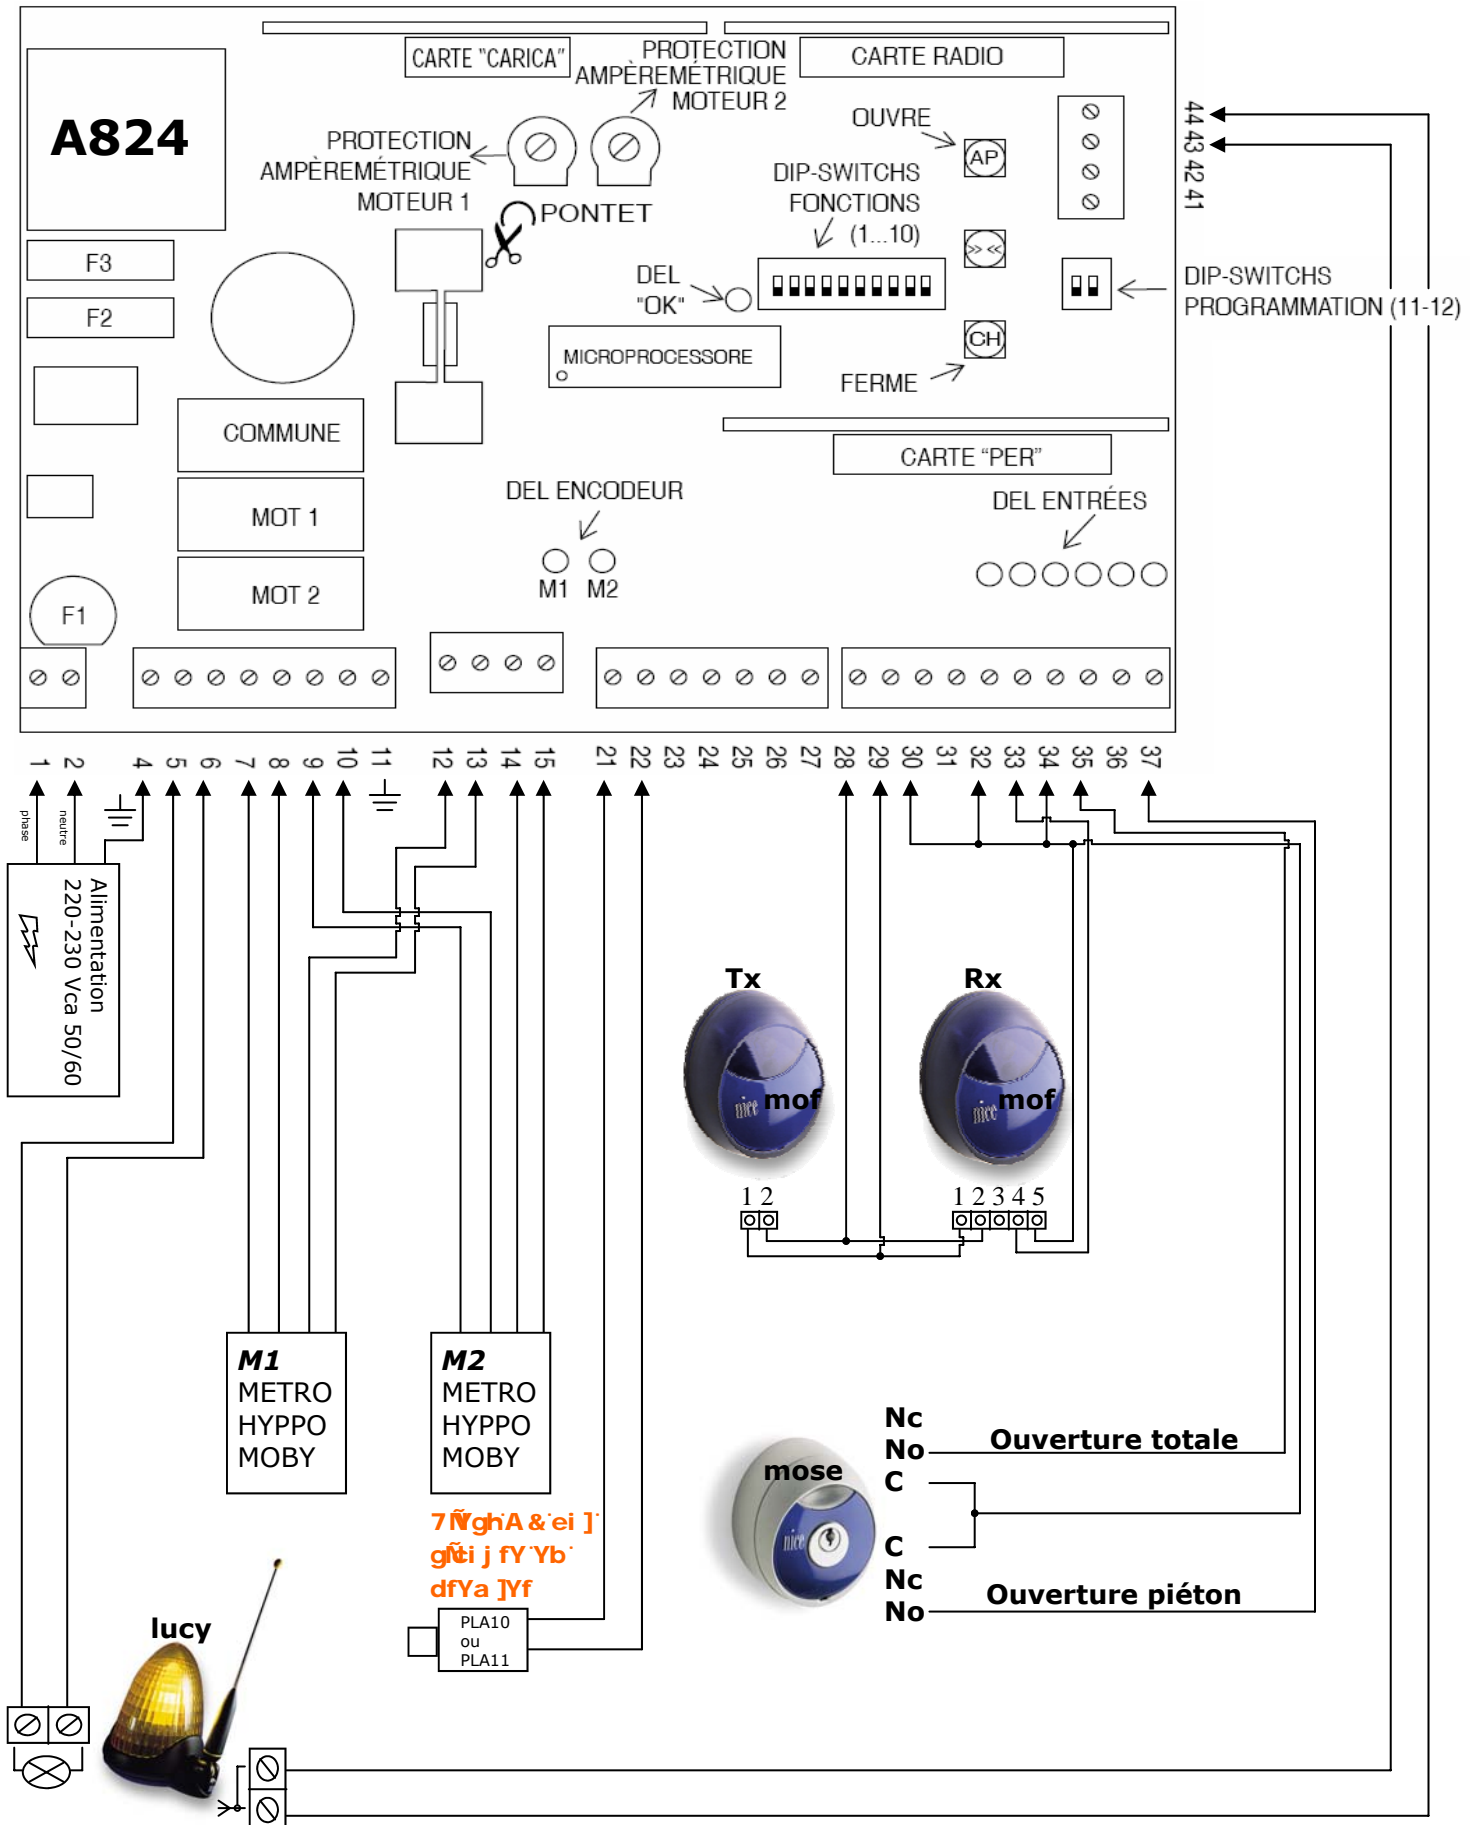 CARTE "CARICA"
PROTECTION
AMPÈREMÉTRIQUE
MOTEUR 2
CARTE RADIO
A824
PROTECTION
AMPÈREMÉTRIQUE
MOTEUR 1
OUVRE
AP
44 43 42 41
DIP-SWITCHS
FONCTIONS
(1...10)
PONTET
>> <<
F3
DEL
"OK"
DIP-SWITCHS
PROGRAMMATION (11-12)
F2
MICROPROCESSORE
CH
FERME
COMMUNE
CARTE “PER”
DEL ENCODEUR
DEL ENTRÉES
MOT 1
M1 M2
MOT 2
F1
1 2 4 5 6 7 8 9 10 11 12 13 14 15 21 22 23 24 25 26 27 28 29 30 31 32 33 34 35 36 37
phase
neutre
Alimentation
220-230 Vca 50/60
Tx
Rx
nice mof
nice mof
1 2
1 2 3 4 5
M1
METRO
HYPPO
MOBY
M2
METRO
HYPPO
MOBY
Nc
No
C
Ouverture totale
mose
nice
C
Nc
No
Ouverture piéton
PLA10
ou
PLA11
lucy